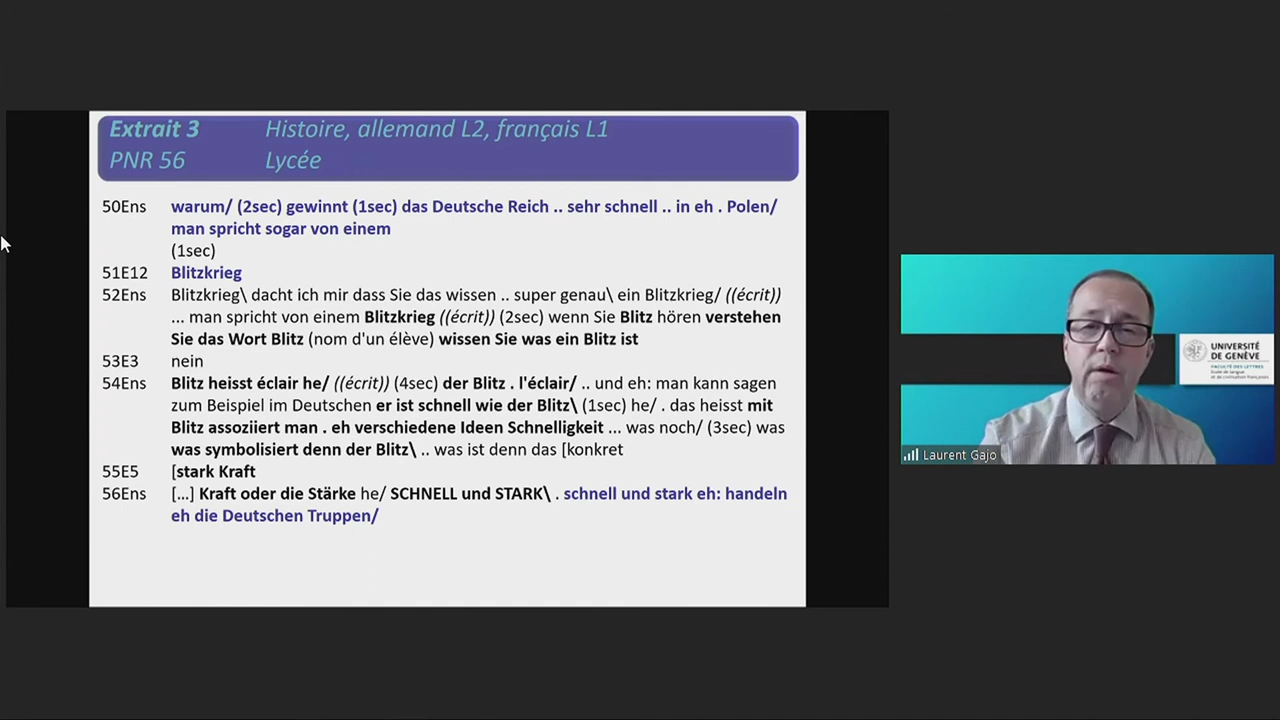 Extrait 3 Histoire, allemand L2, français L1
PNR 56 Lycée
50Ens warum/ (2sec) gewinnt (1sec) das Deutsche Reich .. sehr schnell .. in eh . Polen/
man spricht sogar von einem
(1sec)
51E12 Blitzkrieg
52Ens Blitzkrieg\ dacht ich mir dass Sie das wissen .. super genau\ ein Blitzkrieg/ ((écrit))
... man spricht von einem Blitzkrieg ((écrit)) (2sec) wenn Sie Blitz hören verstehen
Sie das Wort Blitz (nom d'un élève) wissen Sie was ein Blitz ist
53E3 nein
54Ens Blitz heisst éclair he/ ((écrit)) (4sec) der Blitz . l'éclair/ .. und eh: man kann sagen
zum Beispiel im Deutschen er ist schnell wie der Blitz\ (1sec) he/ . das heisst mit
Blitz assoziiert man . eh verschiedene Ideen Schnelligkeit ... was noch/ (3sec) was
was symbolisiert denn der Blitz\ .. was ist denn das [konkret
55E5 [stark Kraft
56Ens [...] Kraft oder die Stärke he/ SCHNELL und STARK\ . schnell und stark eh: handeln
eh die Deutschen Truppen/
UNIVERSITÉ
DE GENÈVE
FACULTÉ DES LETTRES
Laurent Gajo